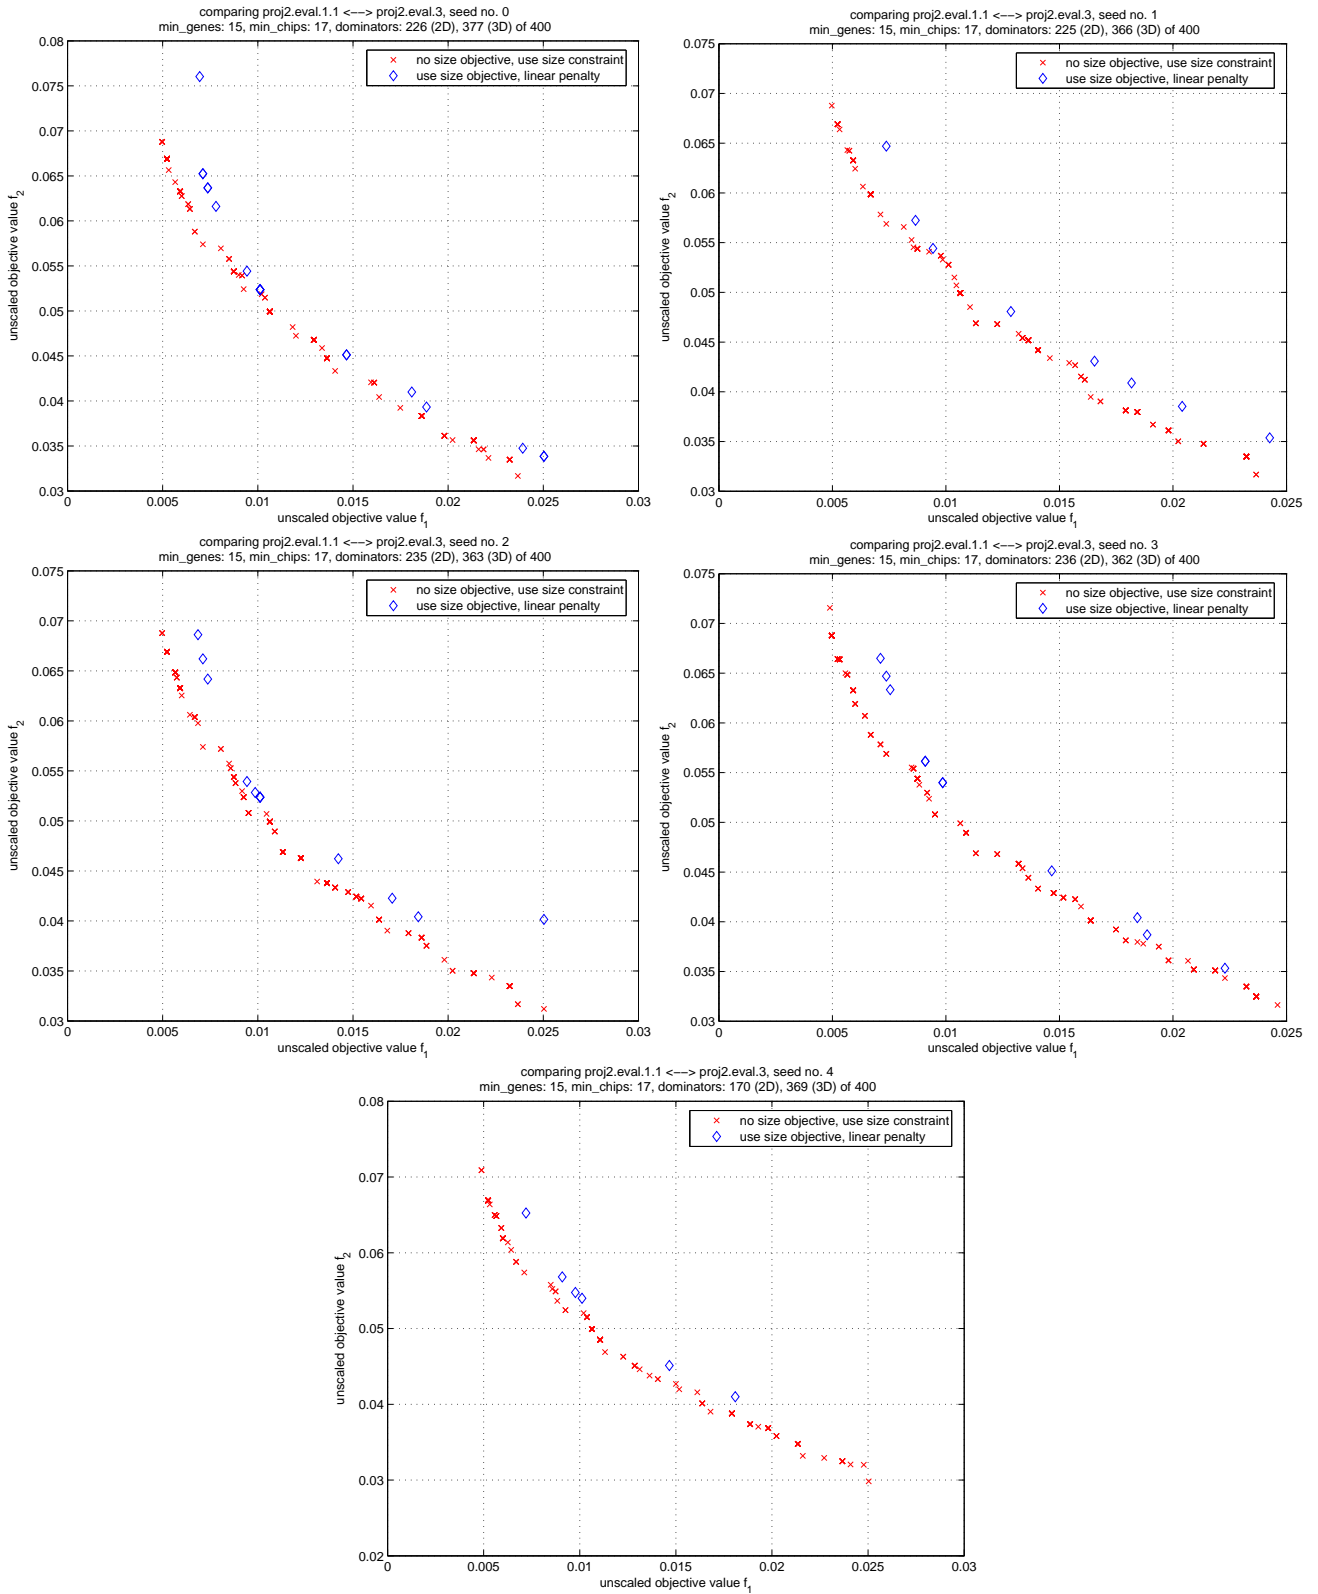 comparing proj2.eval.1.1 <−−> proj2.eval.3, seed no. 0
min_genes: 15, min_chips: 17, dominators: 226 (2D), 377 (3D) of 400
no size objective, use size constraint
use size objective, linear penalty
0.08
0.075
0.07
0.065
0.06
0.055
0.05
0.045
0.04
0.035
0.03
unscaled objective value f2
0 0.005 0.01 0.015 0.02 0.025 0.03
unscaled objective value f1
comparing proj2.eval.1.1 <−−> proj2.eval.3, seed no. 1
min_genes: 15, min_chips: 17, dominators: 225 (2D), 366 (3D) of 400
no size objective, use size constraint
use size objective, linear penalty
0.075
0.07
0.065
0.06
0.055
0.05
0.045
0.04
0.035
0.03
unscaled objective value f2
0 0.005 0.01 0.015 0.02 0.025
unscaled objective value f1
comparing proj2.eval.1.1 <−−> proj2.eval.3, seed no. 2
min_genes: 15, min_chips: 17, dominators: 235 (2D), 363 (3D) of 400
no size objective, use size constraint
use size objective, linear penalty
0.075
0.07
0.065
0.06
0.055
0.05
0.045
0.04
0.035
0.03
unscaled objective value f2
0 0.005 0.01 0.015 0.02 0.025 0.03
unscaled objective value f1
comparing proj2.eval.1.1 <−−> proj2.eval.3, seed no. 3
min_genes: 15, min_chips: 17, dominators: 236 (2D), 362 (3D) of 400
no size objective, use size constraint
use size objective, linear penalty
0.075
0.07
0.065
0.06
0.055
0.05
0.045
0.04
0.035
0.03
unscaled objective value f2
0 0.005 0.01 0.015 0.02 0.025
unscaled objective value f1
comparing proj2.eval.1.1 <−−> proj2.eval.3, seed no. 4
min_genes: 15, min_chips: 17, dominators: 170 (2D), 369 (3D) of 400
no size objective, use size constraint
use size objective, linear penalty
0.08
0.07
0.06
0.05
0.04
0.03
0.02
unscaled objective value f2
0 0.005 0.01 0.015 0.02 0.025 0.03
unscaled objective value f1